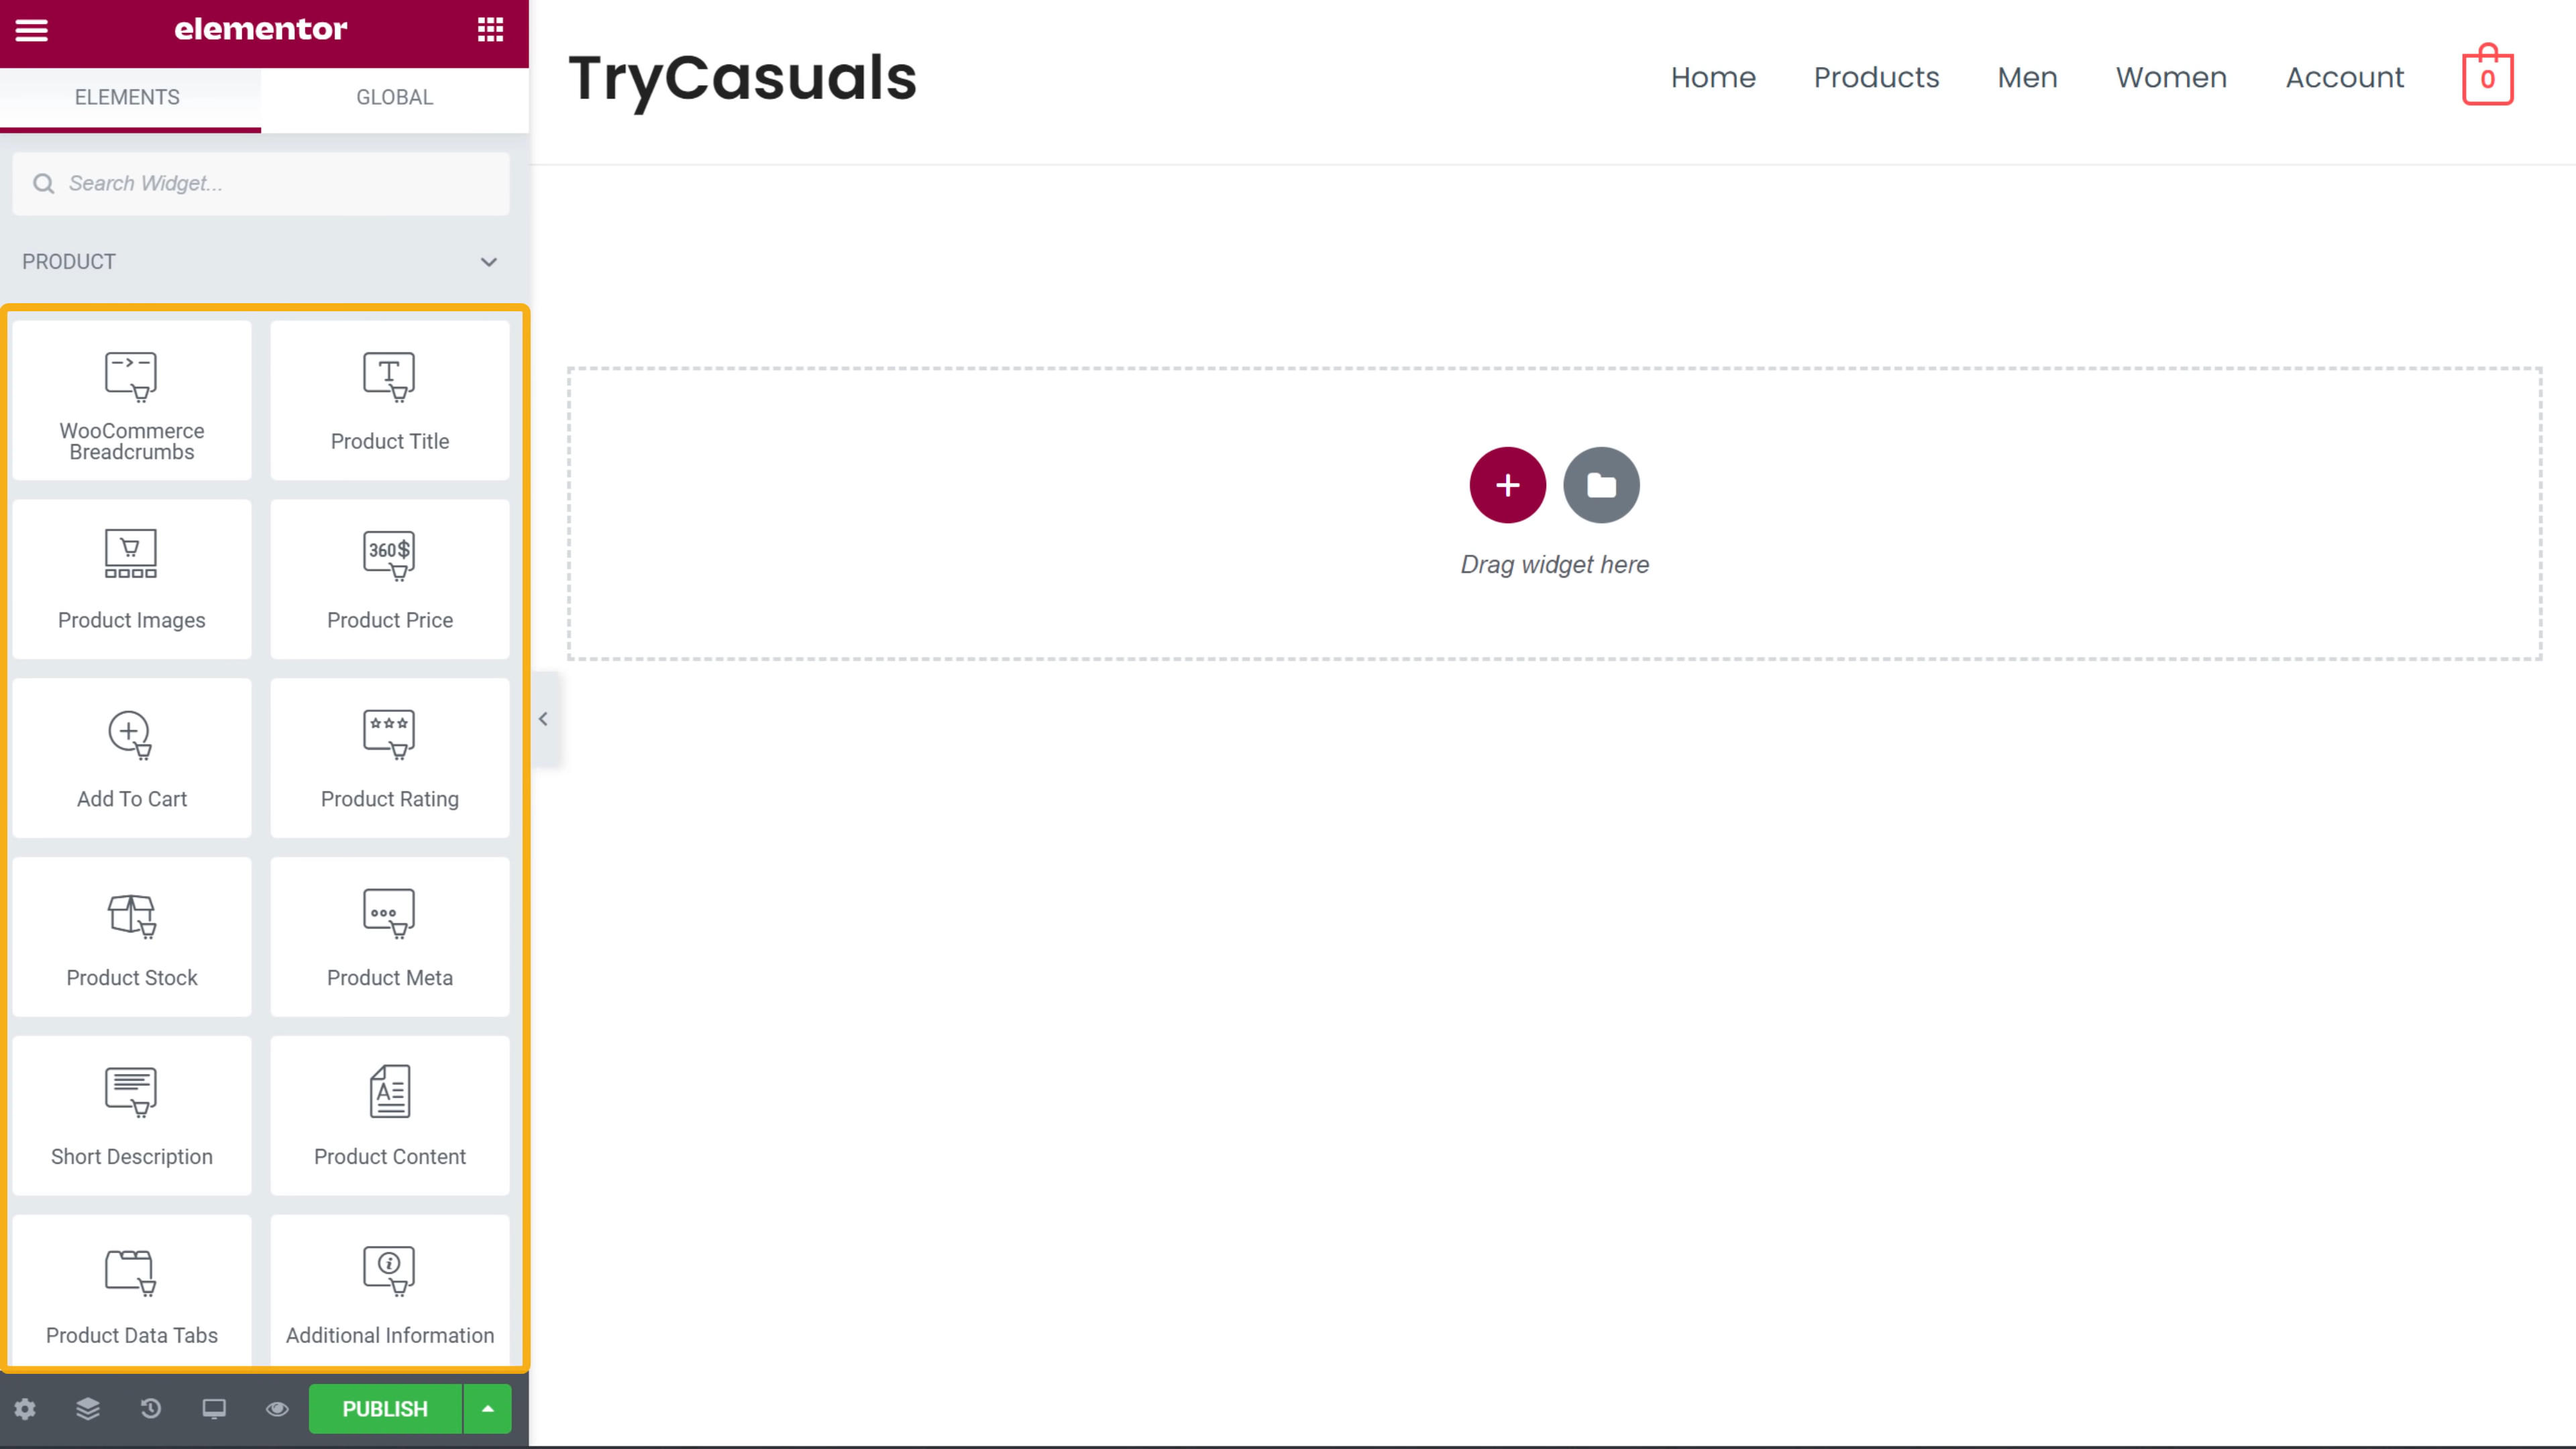 elementor
ELEMENTS
GLOBAL
Search Widget...
PRODUCT
WooCommerce
Breadcrumbs
Product Title
Product Images
360$
Product Price
Add To Cart
Product Rating
Product Stock
Product Meta
Short Description
Product Content
Product Data Tabs
Additional Information
PUBLISH
TryCasuals
Home
Products
Men
Women
Account
0
Drag widget here